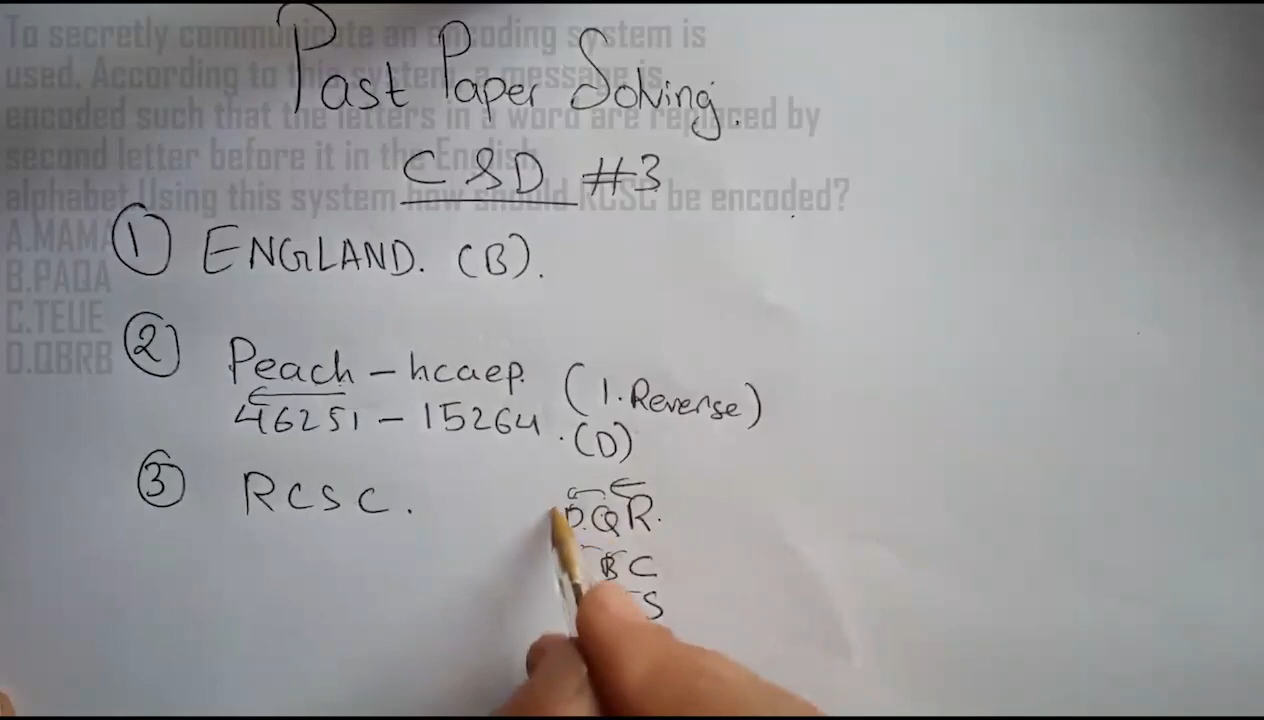 To secretly communicate an encoding system is
used. According to this system a message is
encoded such that the letters in a word are replaced by
second letter before it in the English
alphabet.Using this system how should RCSC be encoded?
A.MAMA
B.PAQA
C.TEUE
D.QBRB
Past Paper Solving.
CSD #3
① ENGLAND. (B).
② Peach - hcaep. (1. Reverse)
46251 - 15264. (D)
③ RCSC.
P.QR.
BC
S